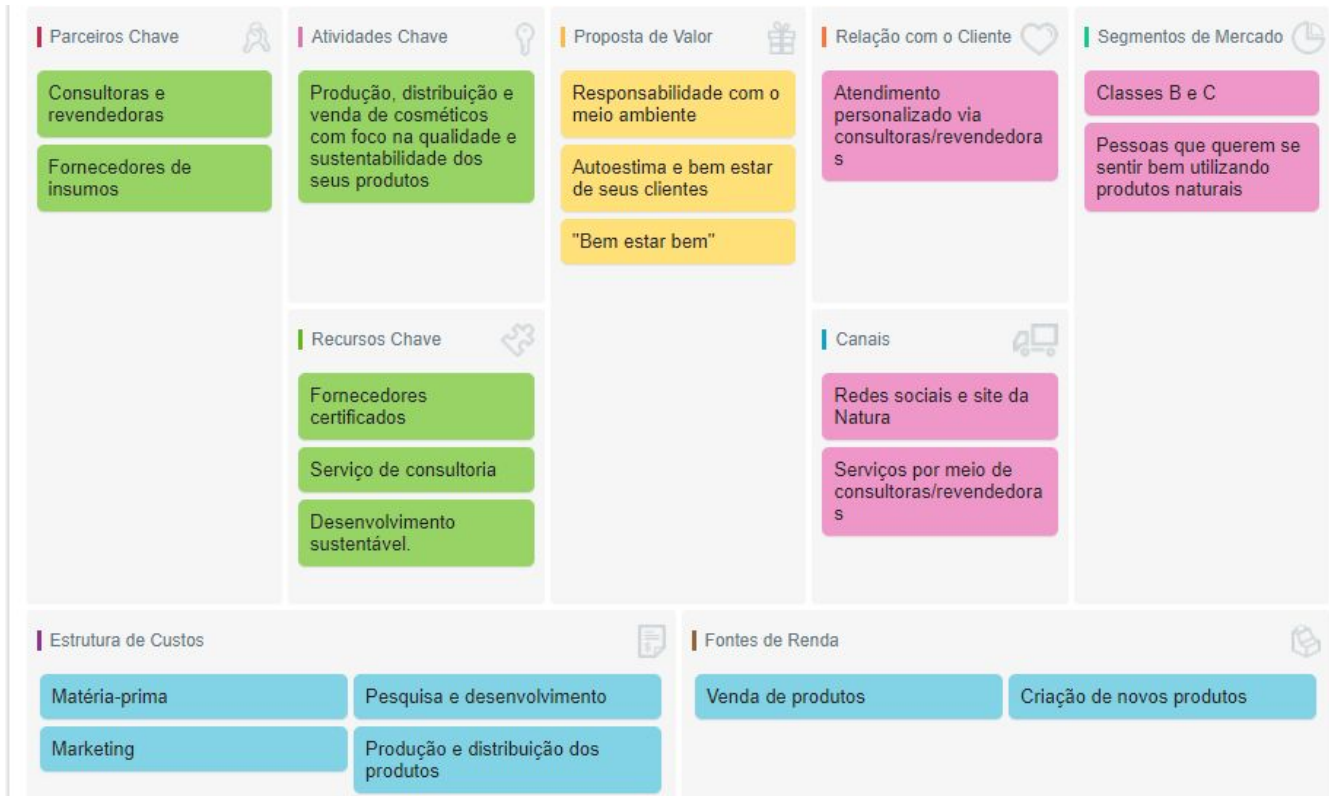 Parceiros Chave
Consultoras e
revendedoras
Fornecedores de
insumos
Atividades Chave
Produção, distribuição e
venda de cosméticos
com foco na qualidade e
sustentabilidade dos
seus produtos
Recursos Chave
Fornecedores
certificados
Serviço de consultoria
Desenvolvimento
sustentável.
Proposta de Valor
Responsabilidade com o
meio ambiente
Autoestima e bem estar
de seus clientes
"Bem estar bem"
Relação com o Cliente
Atendimento
personalizado via
consultoras/revendedora
s
Canais
Redes sociais e site da
Natura
Serviços por meio de
consultoras/revendedora
s
Segmentos de Mercado
Classes B e C
Pessoas que querem se
sentir bem utilizando
produtos naturais
Estrutura de Custos
Matéria-prima
Pesquisa e desenvolvimento
Marketing
Produção e distribuição dos
produtos
Fontes de Renda
Venda de produtos
Criação de novos produtos